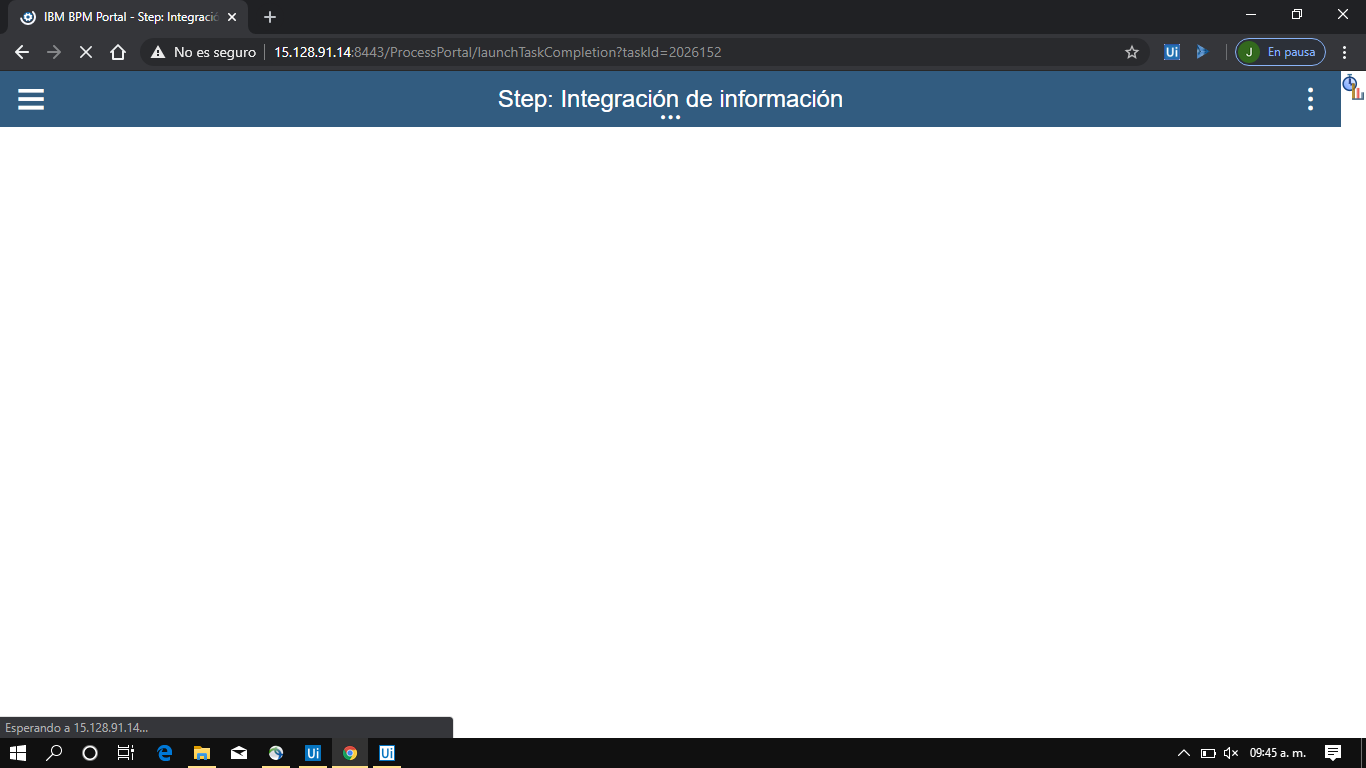 IBM BPM Portal - Step: Integració
No es seguro
15.128.91.14:8443/ProcessPortal/launchTaskCompletion?taskId=2026152
Ui
J
En pausa
Step: Integración de información
Esperando a 15.128.91.14...
Ui
Ui
09:45 a. m.